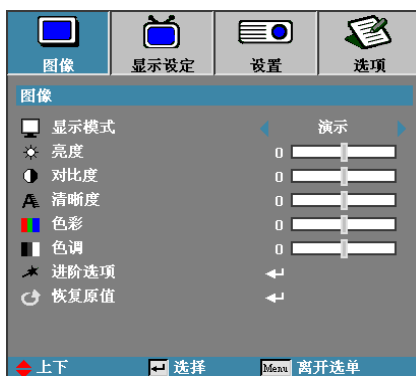 图像 显示设定 设置 选项
图像
显示模式 演示
亮度 0
对比度 0
清晰度 0
色彩 0
色调 0
进阶选项
恢复原值
上下 选择 Menu 离开选单